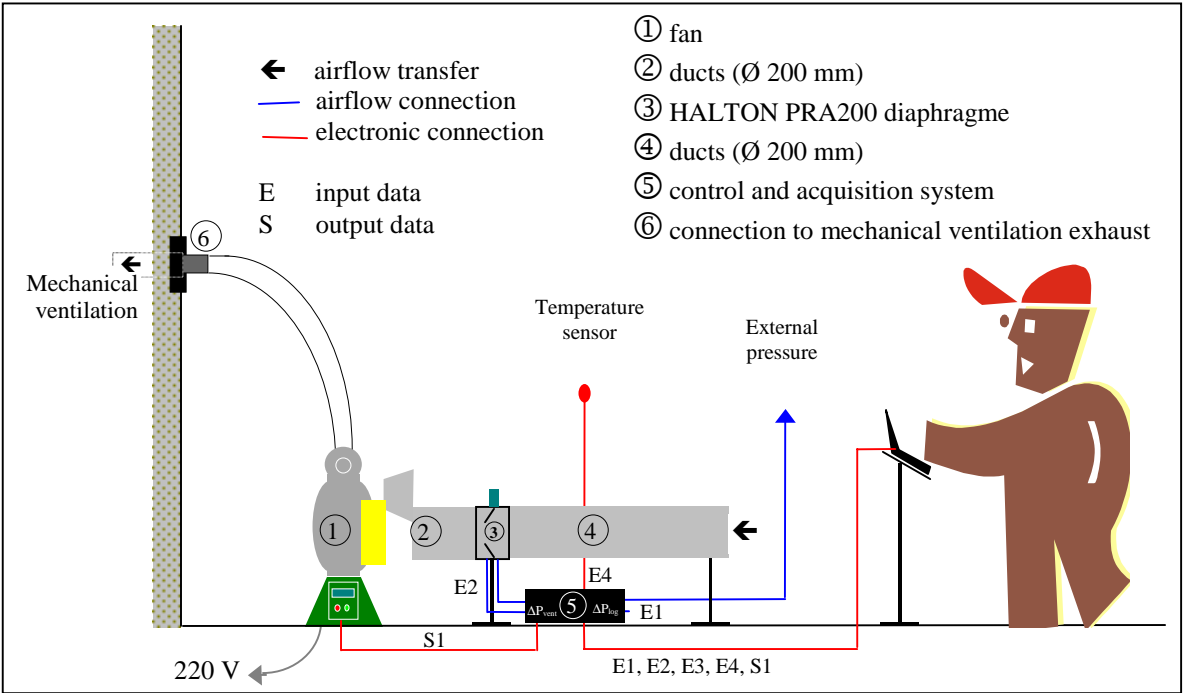 airflow transfer
airflow connection
electronic connection
E input data
S output data
① fan
② ducts (Ø 200 mm)
③ HALTON PRA200 diaphragme
④ ducts (Ø 200 mm)
⑤ control and acquisition system
⑥ connection to mechanical ventilation exhaust
⑥
Mechanical
ventilation
Temperature
sensor
External
pressure
①
②
③
④
E2
E4
ΔPvent
⑤
ΔPlog
E1
S1
220 V
E1, E2, E3, E4, S1